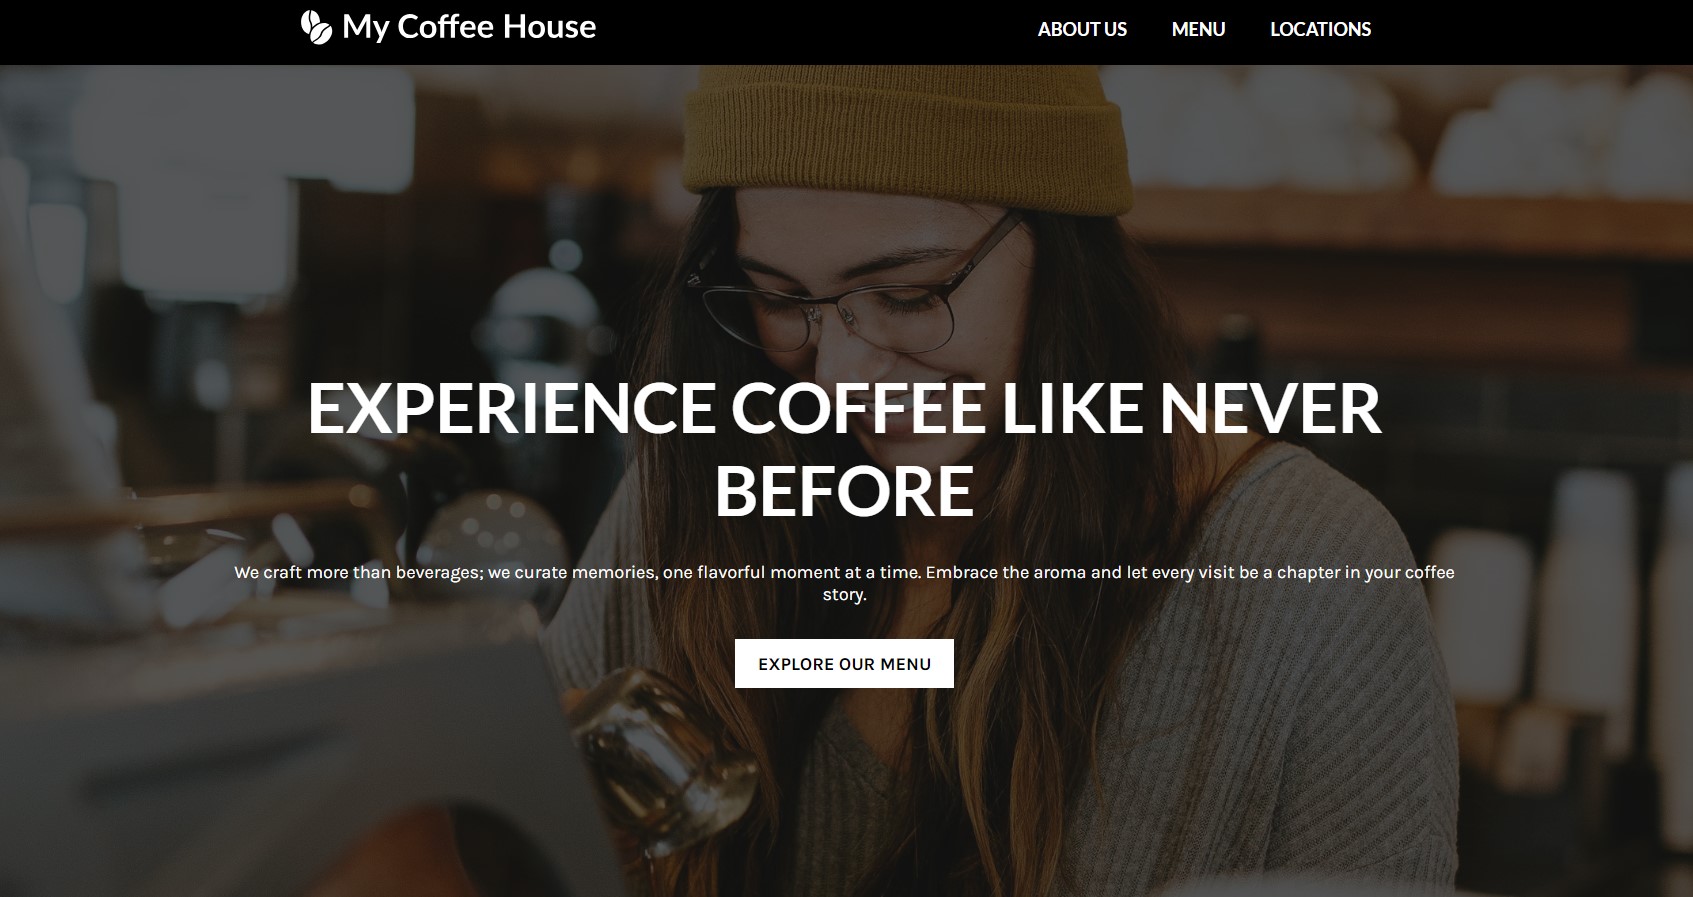 My Coffee House
ABOUT US
MENU
LOCATIONS
EXPERIENCE COFFEE LIKE NEVER
BEFORE
We craft more than beverages; we curate memories, one flavorful moment at a time. Embrace the aroma and let every visit be a chapter in your coffee
story.
EXPLORE OUR MENU